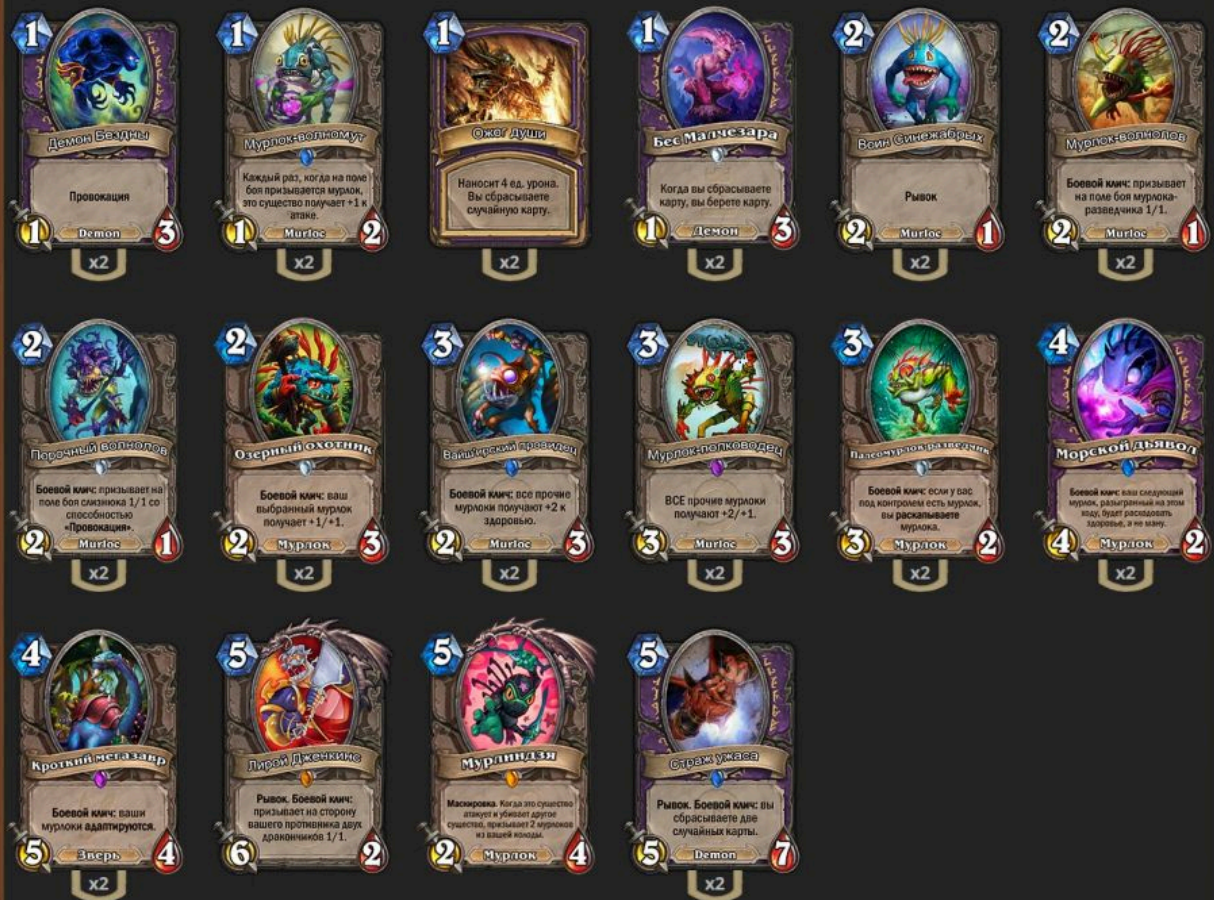 1
Демон Бездны
Провокация
1
Demon
3
x2
1
Мурлок-волномут
Каждый раз, когда на поле
боя призывается мурлок,
это существо получает +1 к
атаке.
1
Murloc
2
x2
1
Ожог души
Наносит 4 ед. урона.
Вы сбрасываете
случайную карту.
x2
1
Бес Малчезара
Когда вы сбрасываете
карту, вы берете карту.
1
Демон
3
x2
2
Воин Синежабрых
Рывок
2
Murloc
1
x2
2
Мурлок-волнолов
Боевой клич: призывает
на поле боя мурлока-
разведчика 1/1.
2
Murloc
1
x2
2
Порочный волнолов
Боевой клич: призывает на
поле боя слизнюка 1/1 со
способностью
«Провокация».
2
Murloc
1
x2
2
Озерный охотник
Боевой клич: ваш
выбранный мурлок
получает +1/+1.
2
Мурлок
3
x2
3
Вайш'ирский провидец
Боевой клич: все прочие
мурлоки получают +2 к
здоровью.
2
Murloc
3
x2
3
Мурлок-полководец
ВСЕ прочие мурлоки
получают +2/+1.
3
Murloc
3
x2
3
Палеомурлок-разведчик
Боевой клич: если у вас
под контролем есть мурлок,
вы раскапываете
мурлока.
3
Мурлок
2
x2
4
Морской дьявол
Боевой клич: ваш следующий
мурлок, разыгранный на этом
ходу, будет расходовать
здоровье, а не ману.
4
Мурлок
2
x2
4
Кроткий мегазавр
Боевой клич: ваши
мурлоки адаптируются.
5
Зверь
4
x2
5
Лирой Дженкинс
Рывок. Боевой клич:
призывает на сторону
вашего противника двух
дракончиков 1/1.
6
2
5
Мурлиндзя
Маскировка. Когда это существо
атакует и убивает другое
существо, призывает 2 мурлоков
из вашей колоды.
2
Мурлок
4
5
Страж ужаса
Рывок. Боевой клич: вы
сбрасываете две
случайных карты.
5
Demon
7
x2